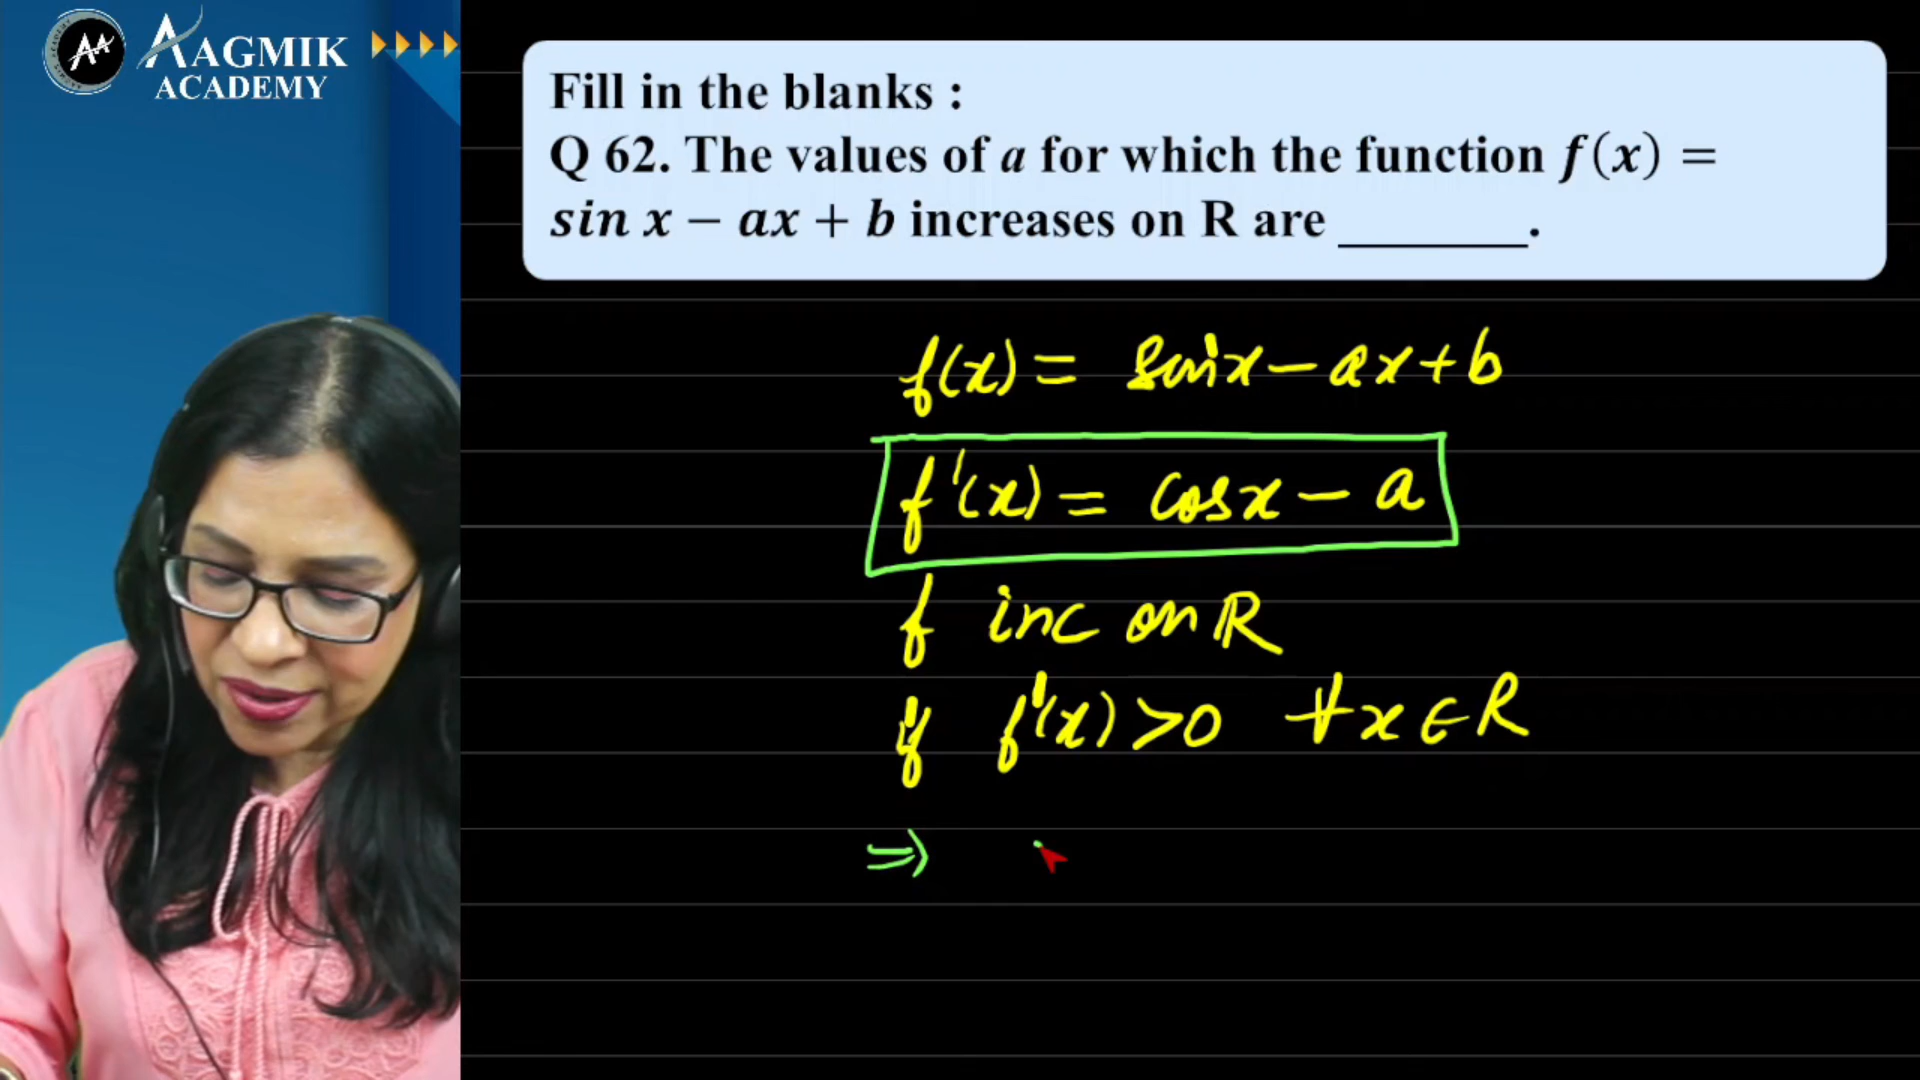 AAGMIK
ACADEMY
Fill in the blanks :
Q 62. The values of a for which the function f(x) =
sin x − ax + b increases on R are ________.
f(x) = sinx − ax + b
f'(x) = cosx − a
f inc on R
if f'(x) > 0 ∀ x ∈ R
⇒